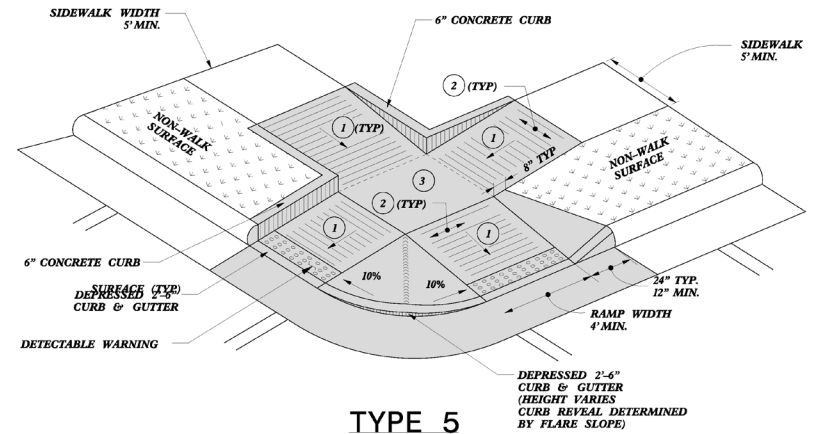 SIDEWALK WIDTH
5' MIN.
6" CONCRETE CURB
SIDEWALK
5' MIN.
2 (TYP)
1 (TYP)
1
NON-WALK
SURFACE
NON-WALK
SURFACE
8" TYP
3
2 (TYP)
1
1
6" CONCRETE CURB
10%
10%
SURFACE (TYP.)
DEPRESSED 2'-6"
CURB & GUTTER
24" TYP.
12" MIN.
RAMP WIDTH
4' MIN.
DETECTABLE WARNING
DEPRESSED 2'-6"
CURB & GUTTER
(HEIGHT VARIES
CURB REVEAL DETERMINED
BY FLARE SLOPE)
TYPE 5